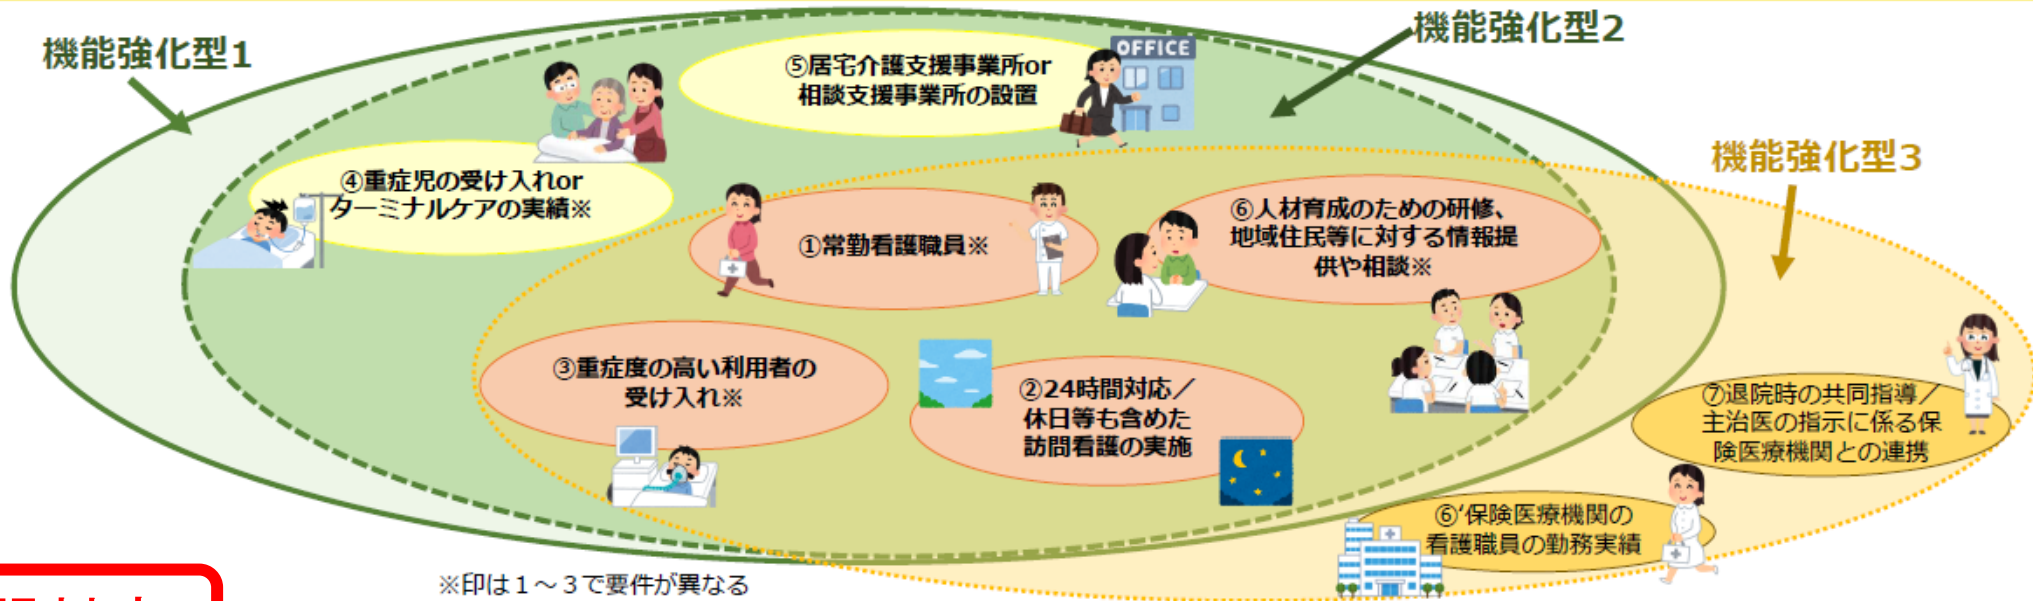 機能強化型1
機能強化型2
⑤居宅介護支援事業所or
相談支援事業所の設置
OFFICE
機能強化型3
④重症児の受け入れor
ターミナルケアの実績※
①常勤看護職員※
⑥人材育成のための研修、
地域住民等に対する情報提
供や相談※
③重症度の高い利用者の
受け入れ※
②24時間対応／
休日等も含めた
訪問看護の実施
⑦退院時の共同指導／
主治医の指示に係る保
険医療機関との連携
⑥‘保険医療機関の
看護職員の勤務実績
※印は１～３で要件が異なる